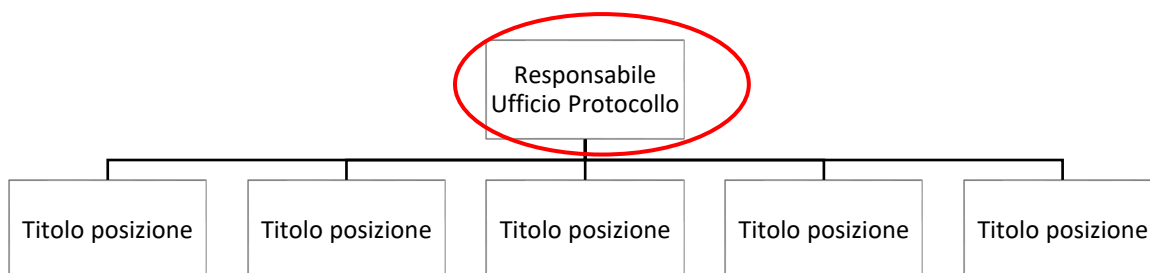 Responsabile
Ufficio Protocollo
Titolo posizione
Titolo posizione
Titolo posizione
Titolo posizione
Titolo posizione